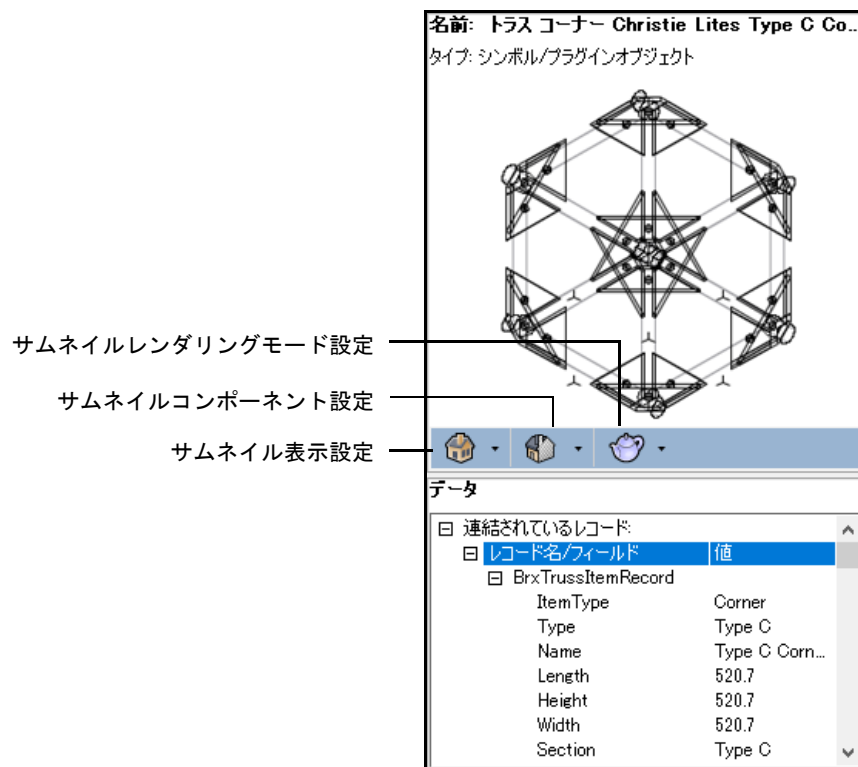 名前: トラス コーナー Christie Lites Type C Co...
タイプ: シンボル/プラグインオブジェクト
サムネイルレンダリングモード設定
サムネイルコンポーネント設定
サムネイル表示設定
データ
連結されているレコード:
レコード名/フィールド 値
BrxTrussItemRecord
ItemType Corner
Type Type C
Name Type C Corn...
Length 520.7
Height 520.7
Width 520.7
Section Type C